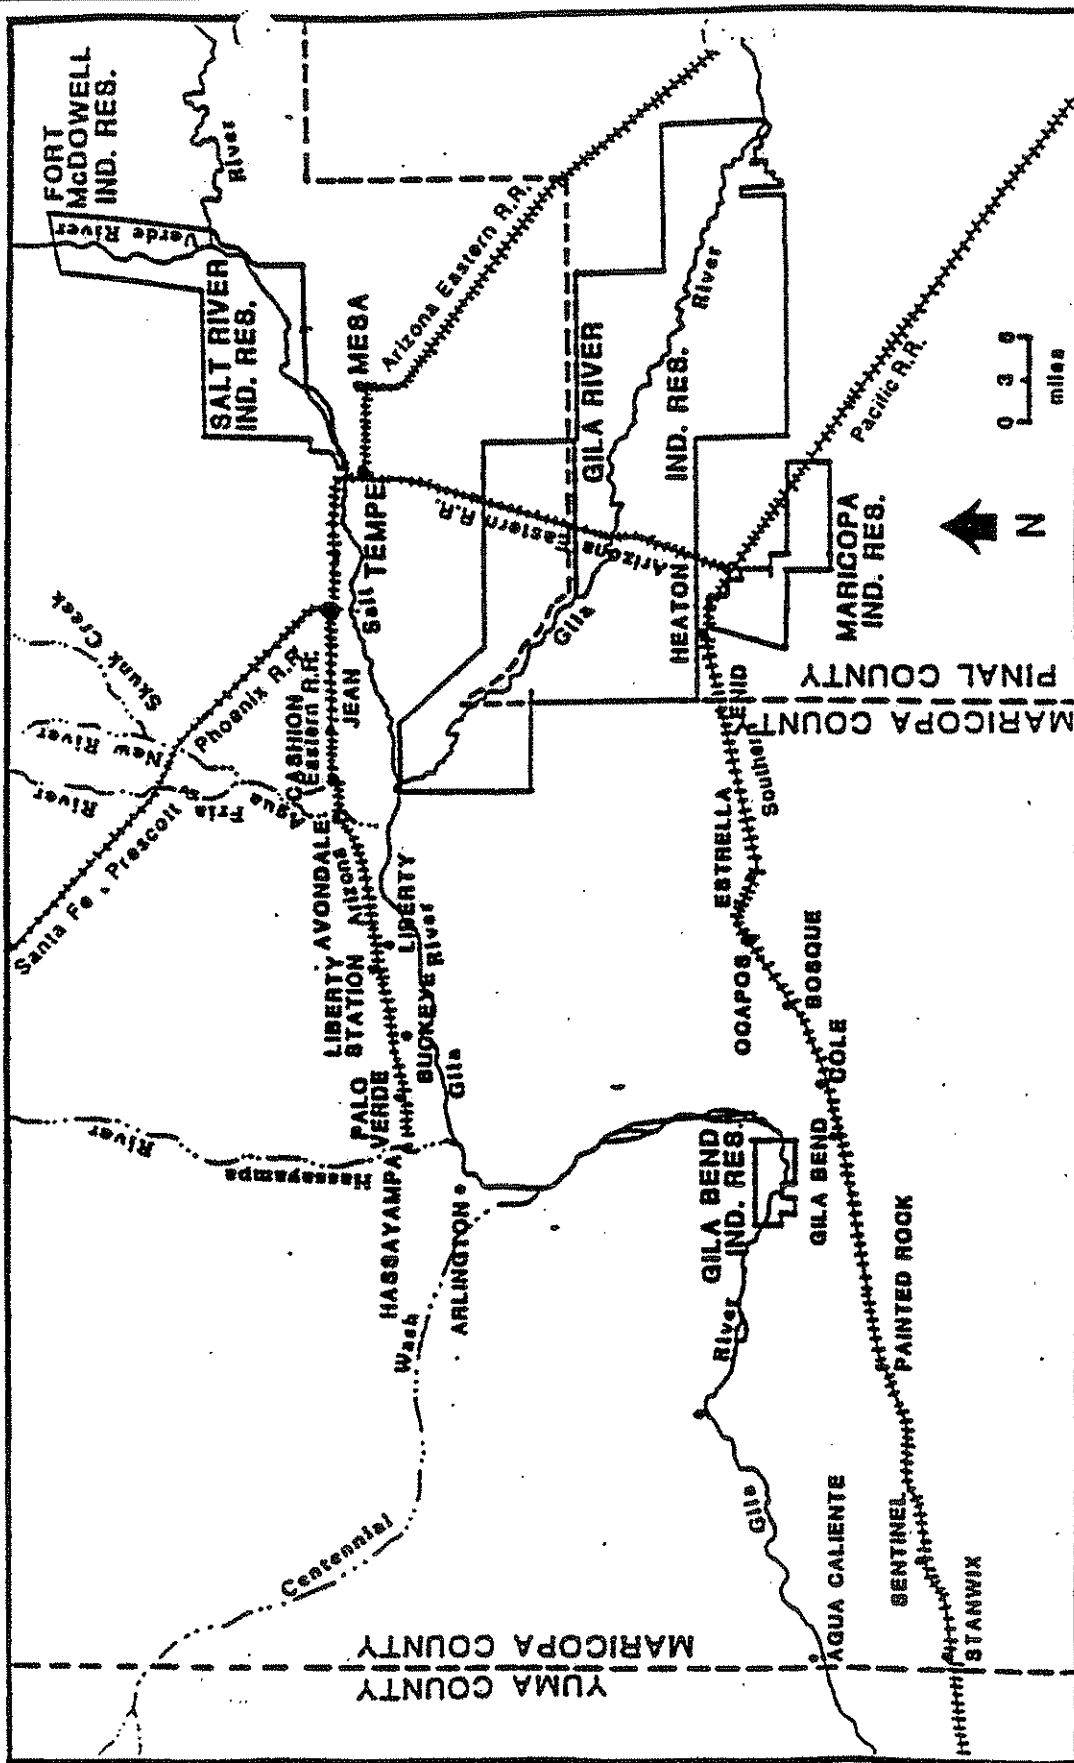 FORT
McDOWELL
IND. RES.
River
Verde River
SALT RIVER
IND. RES.
MESA
Arizona Eastern R.R.
TEMPE
Salt
Skunk Creek
New River
Phoenix R.R.
Agua Fria
River
Santa Fe
Prescott &
CASHION
(Eastern R.R.
JEAN
AVONDALE
Arizona
LIBERTY
STATION
LIBERTY
BUCKEYE
River
Gila
PALO
VERDE
HASSAYAMPA
Hassayampa
River
ARLINGTON
Wash
Centennial
YUMA COUNTY
MARICOPA COUNTY
GILA RIVER
IND. RES.
River
Gila
Arizona Eastern R.R.
HEATON
ENID
Southern
Pacific R.R.
MARICOPA
IND. RES.
MARICOPA COUNTY
PINAL COUNTY
ESTRELLA
OCAPOS
BOSQUE
COLE
GILA BEND
GILA BEND
IND. RES.
River
Gila
PAINTED ROCK
SENTINEL
STANWIX
AGUA CALIENTE
N
0 3 6
miles